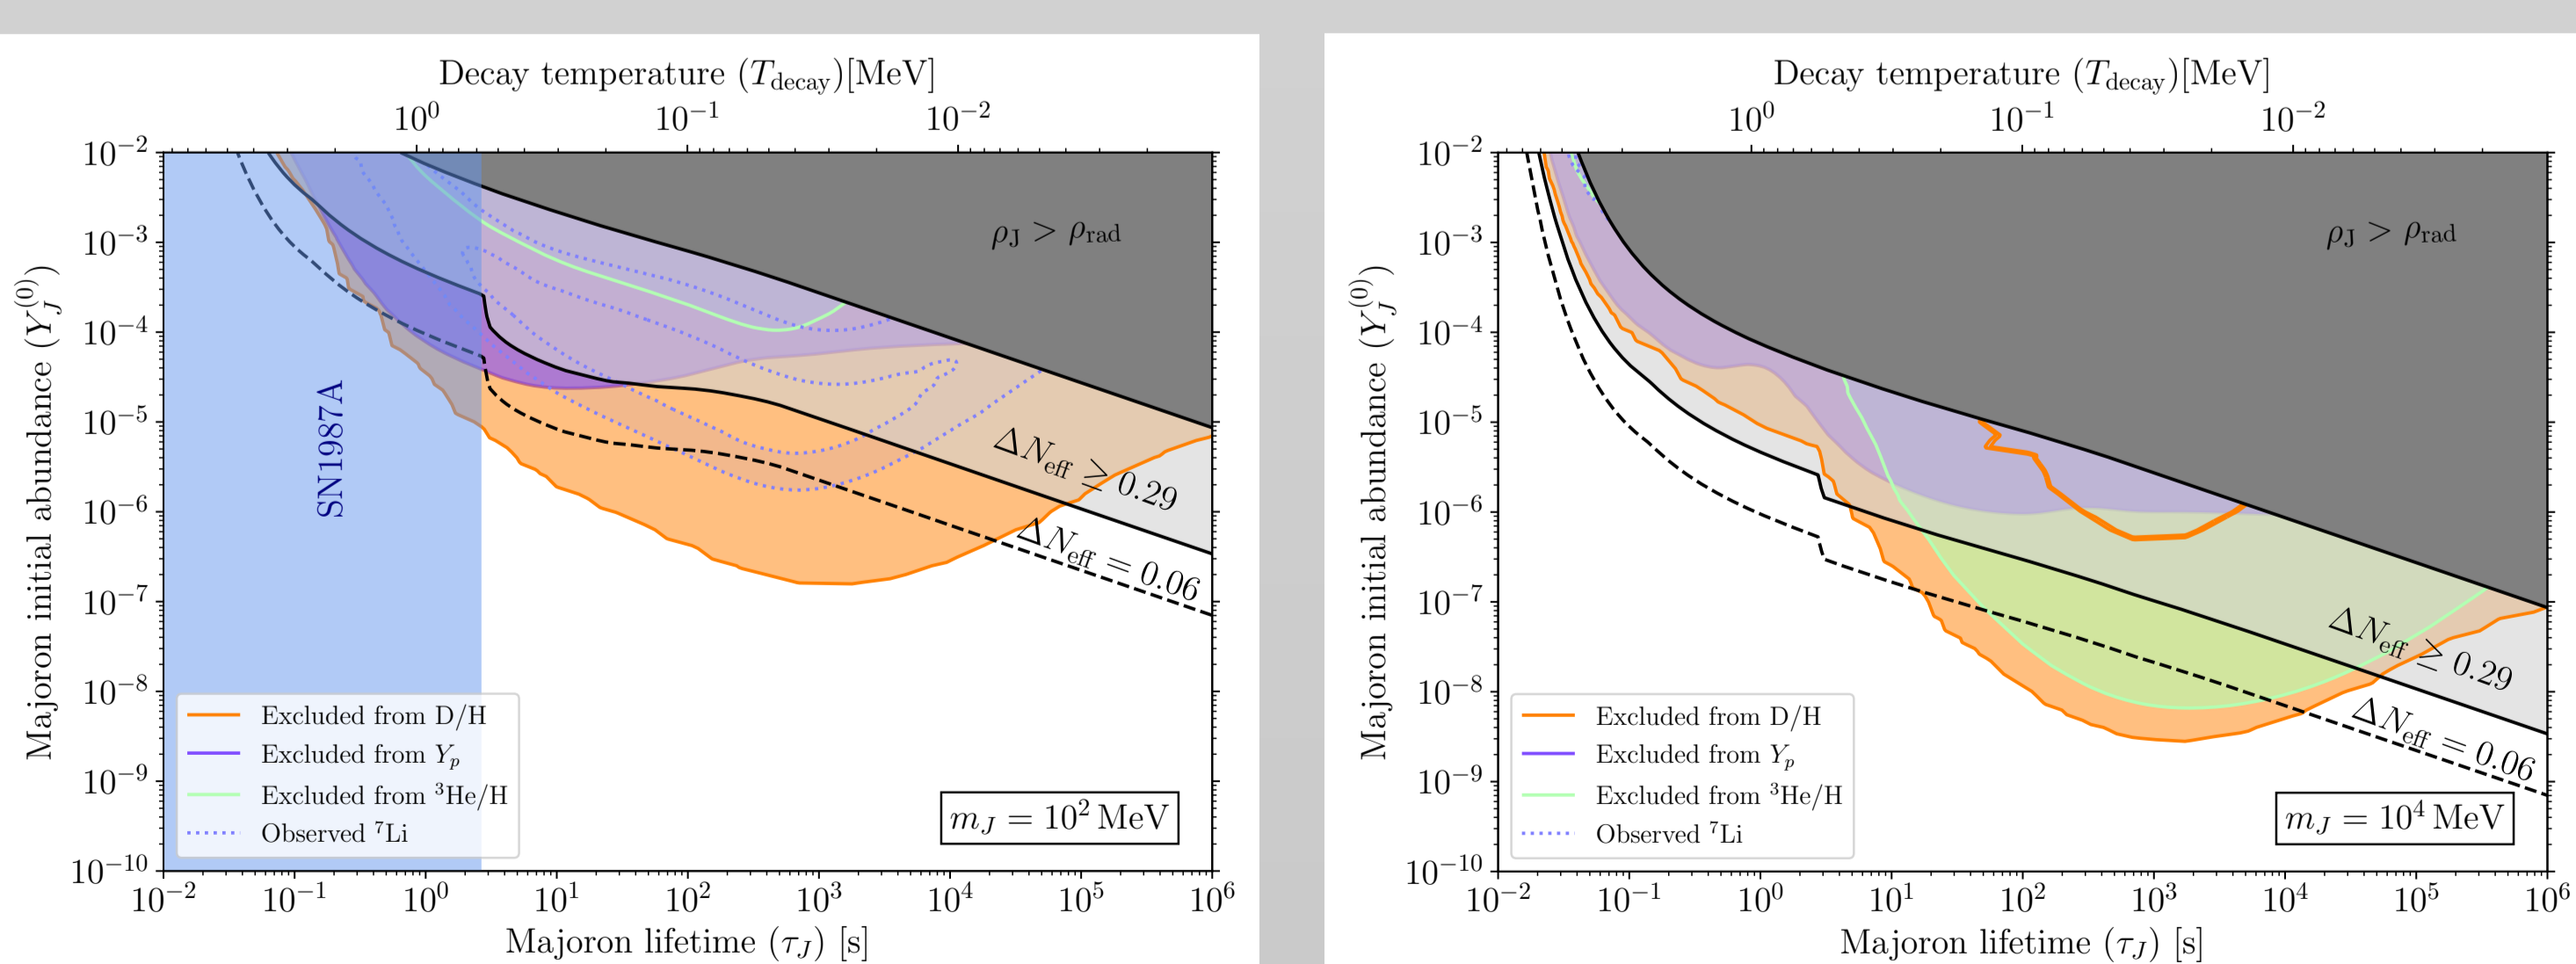 Decay temperature (T_decay)[MeV]
10^0 10^-1 10^-2
10^-2
10^-3
10^-4
10^-5
10^-6
10^-7
10^-8
10^-9
10^-10
Majoron initial abundance (Y_J^(0))
ρ_J > ρ_rad
SN1987A
ΔN_eff ≥ 0.29
ΔN_eff = 0.06
Excluded from D/H
Excluded from Y_p
Excluded from ^3He/H
Observed ^7Li
m_J = 10^2 MeV
10^-2 10^-1 10^0 10^1 10^2 10^3 10^4 10^5 10^6
Majoron lifetime (τ_J) [s]
Decay temperature (T_decay)[MeV]
10^0 10^-1 10^-2
10^-2
10^-3
10^-4
10^-5
10^-6
10^-7
10^-8
10^-9
10^-10
Majoron initial abundance (Y_J^(0))
ρ_J > ρ_rad
ΔN_eff ≥ 0.29
ΔN_eff = 0.06
Excluded from D/H
Excluded from Y_p
Excluded from ^3He/H
Observed ^7Li
m_J = 10^4 MeV
10^-2 10^-1 10^0 10^1 10^2 10^3 10^4 10^5 10^6
Majoron lifetime (τ_J) [s]